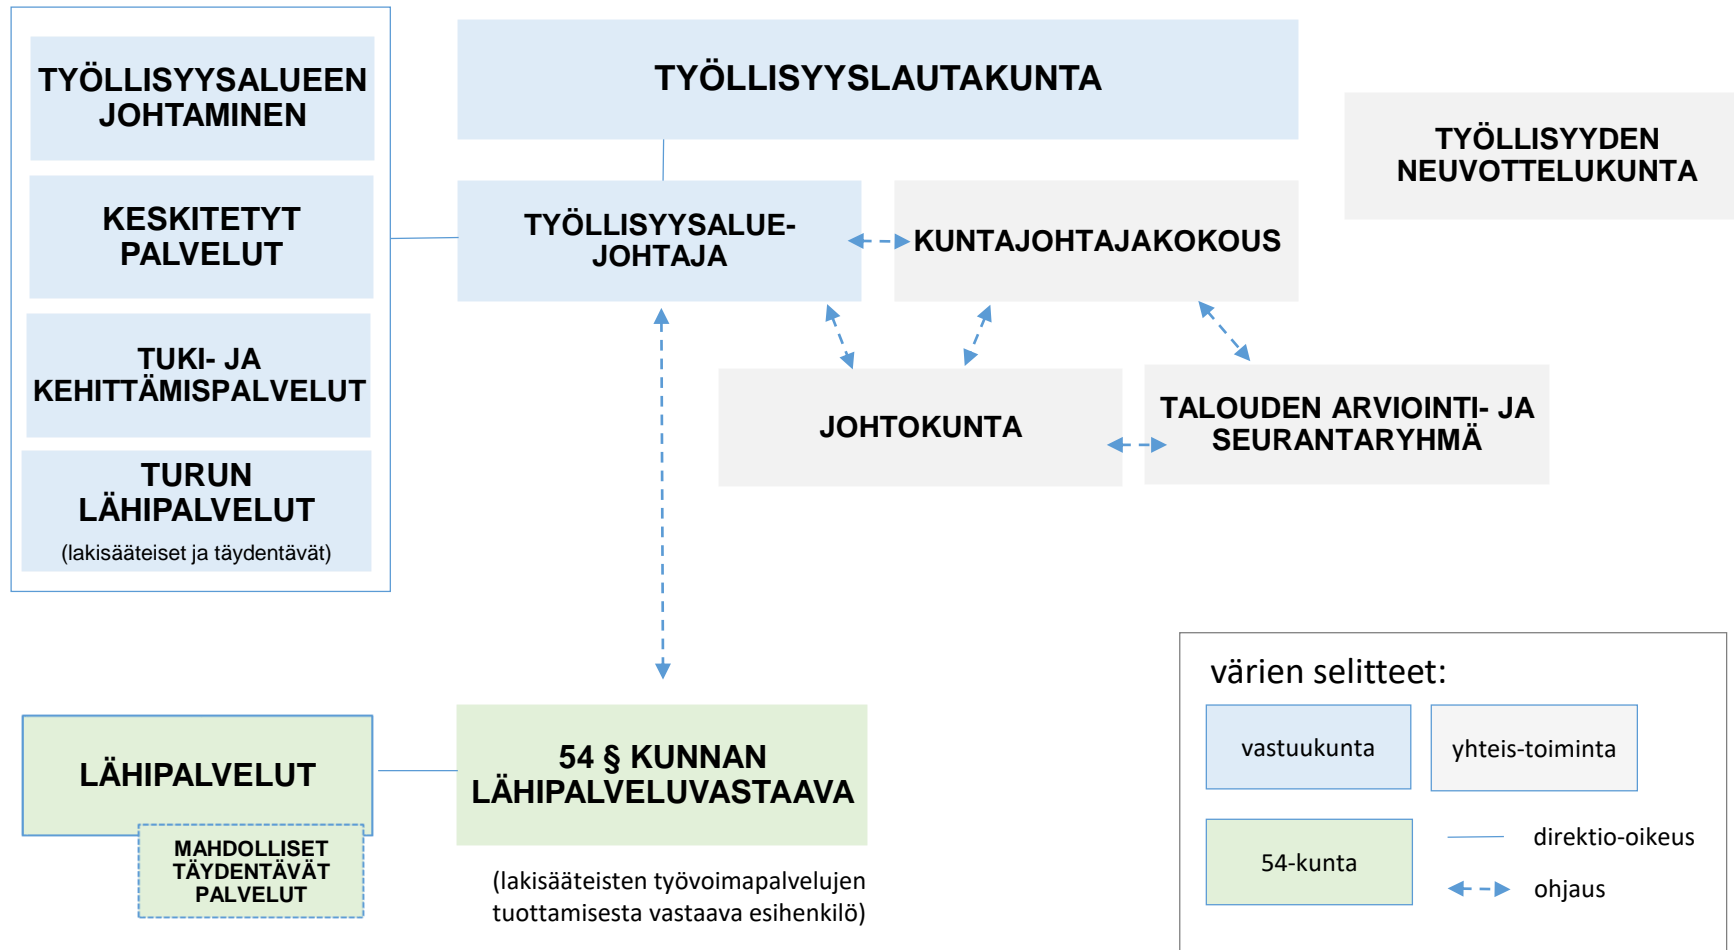 TYÖLLISYYSALUEEN
JOHTAMINEN
KESKITETYT
PALVELUT
TUKI- JA
KEHITTÄMISPALVELUT
TURUN
LÄHIPALVELUT
(lakisääteiset ja täydentävät)
TYÖLLISYYSLAUTAKUNTA
TYÖLLISYYSALUE-
JOHTAJA
KUNTAJOHTAJAKOKOUS
TYÖLLISYYDEN
NEUVOTTELUKUNTA
JOHTOKUNTA
TALOUDEN ARVIOINTI- JA
SEURANTARYHMÄ
LÄHIPALVELUT
MAHDOLLISET
TÄYDENTÄVÄT
PALVELUT
54 § KUNNAN
LÄHIPALVELUVASTAAVA
(lakisääteisten työvoimapalvelujen
tuottamisesta vastaava esihenkilö)
värien selitteet:
vastuukunta
yhteis-toiminta
54-kunta
direktio-oikeus
ohjaus